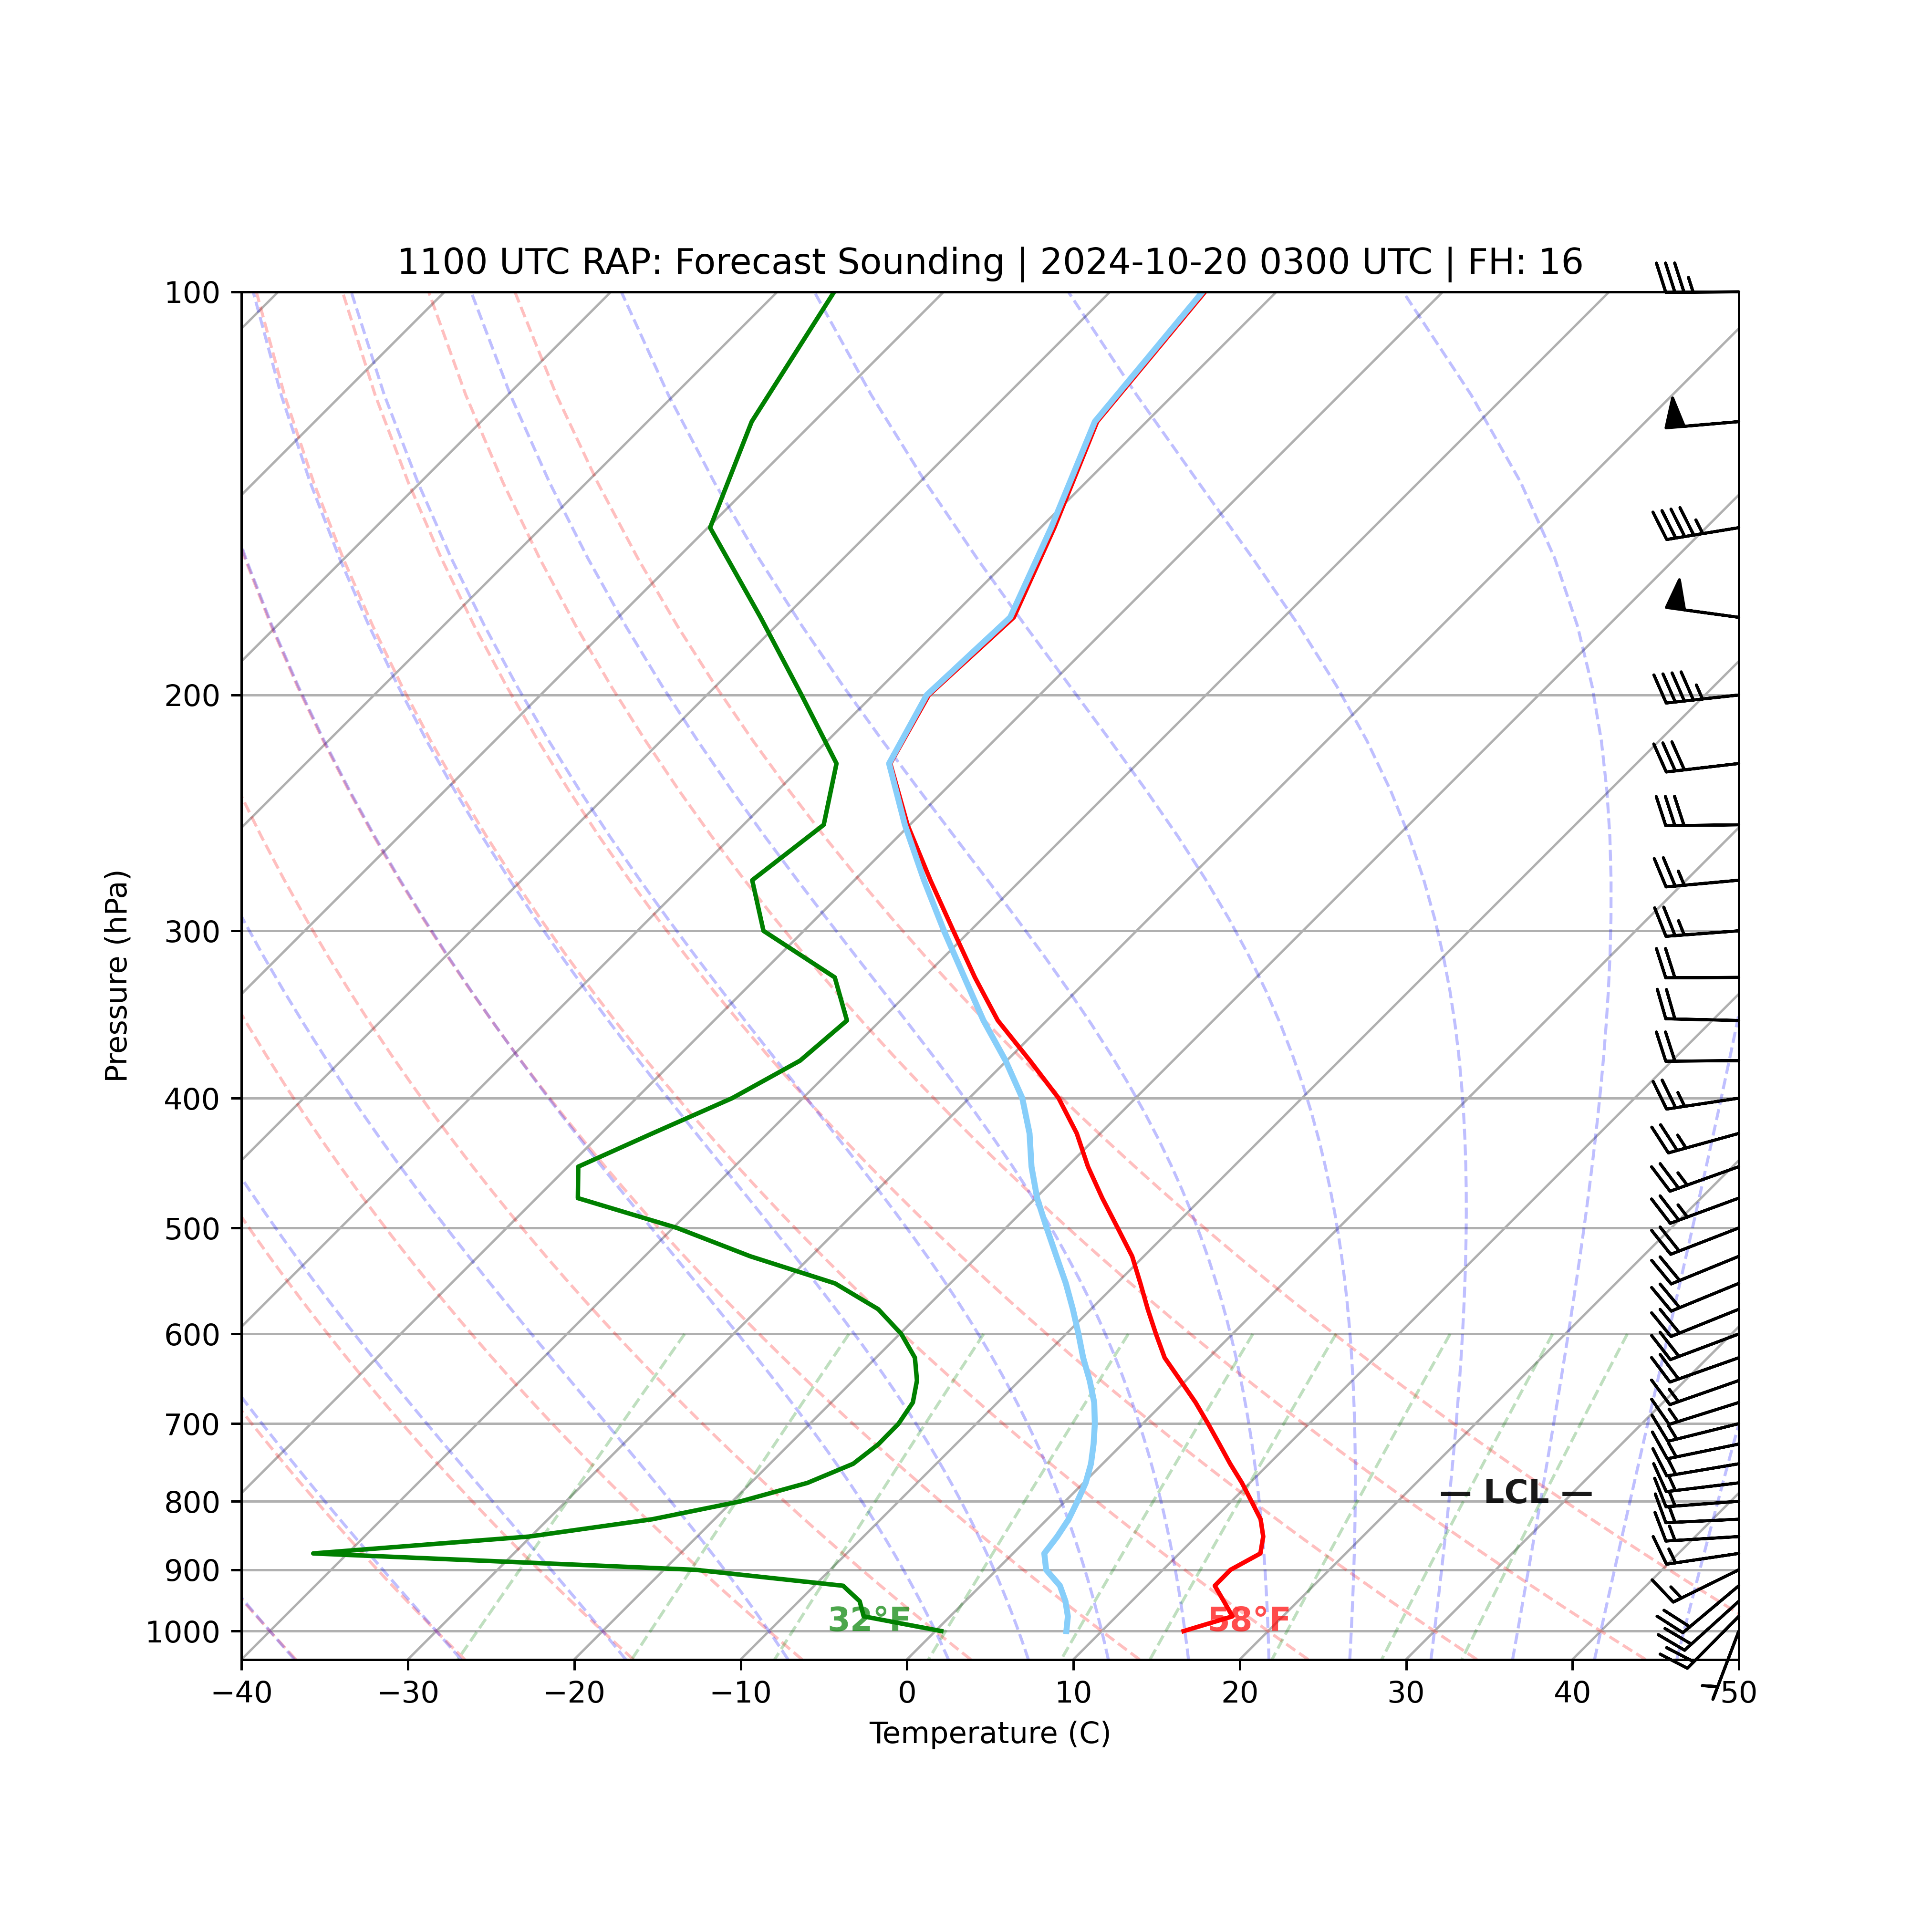 1100 UTC RAP: Forecast Sounding | 2024-10-20 0300 UTC | FH: 16
100
200
300
400
500
600
700
800
900
1000
Pressure (hPa)
— LCL —
32°F
58°F
−40 −30 −20 −10 0 10 20 30 40 50
Temperature (C)